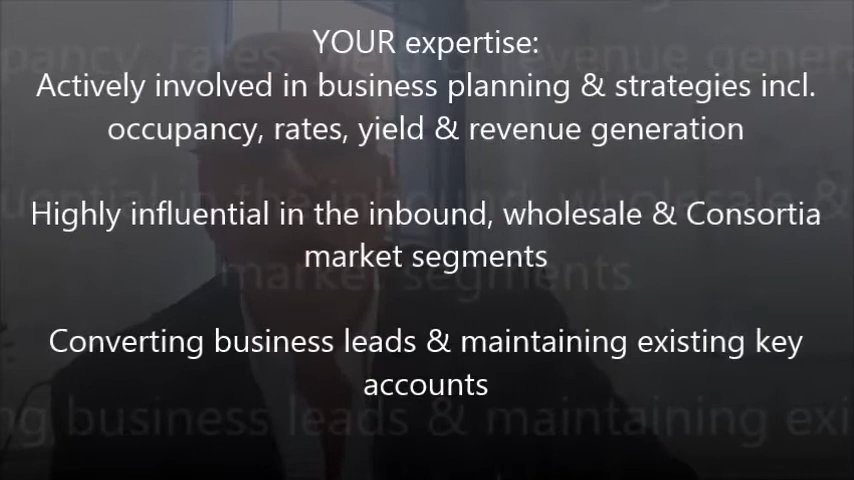 YOUR expertise:
Actively involved in business planning & strategies incl.
occupancy, rates, yield & revenue generation
Highly influential in the inbound, wholesale & Consortia
market segments
Converting business leads & maintaining existing key
accounts